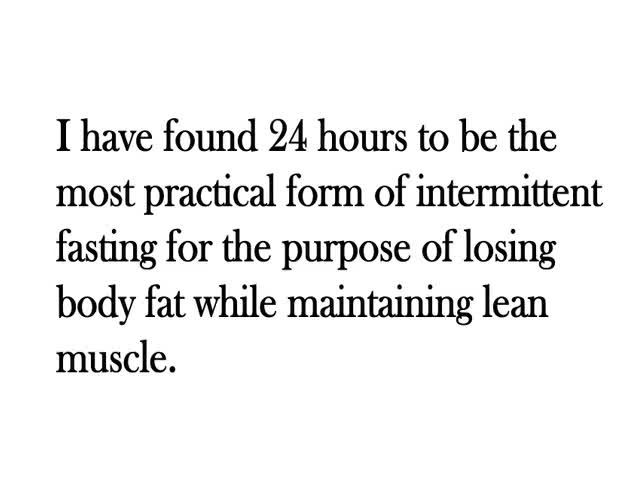 I have found 24 hours to be the
most practical form of intermittent
fasting for the purpose of losing
body fat while maintaining lean
muscle.